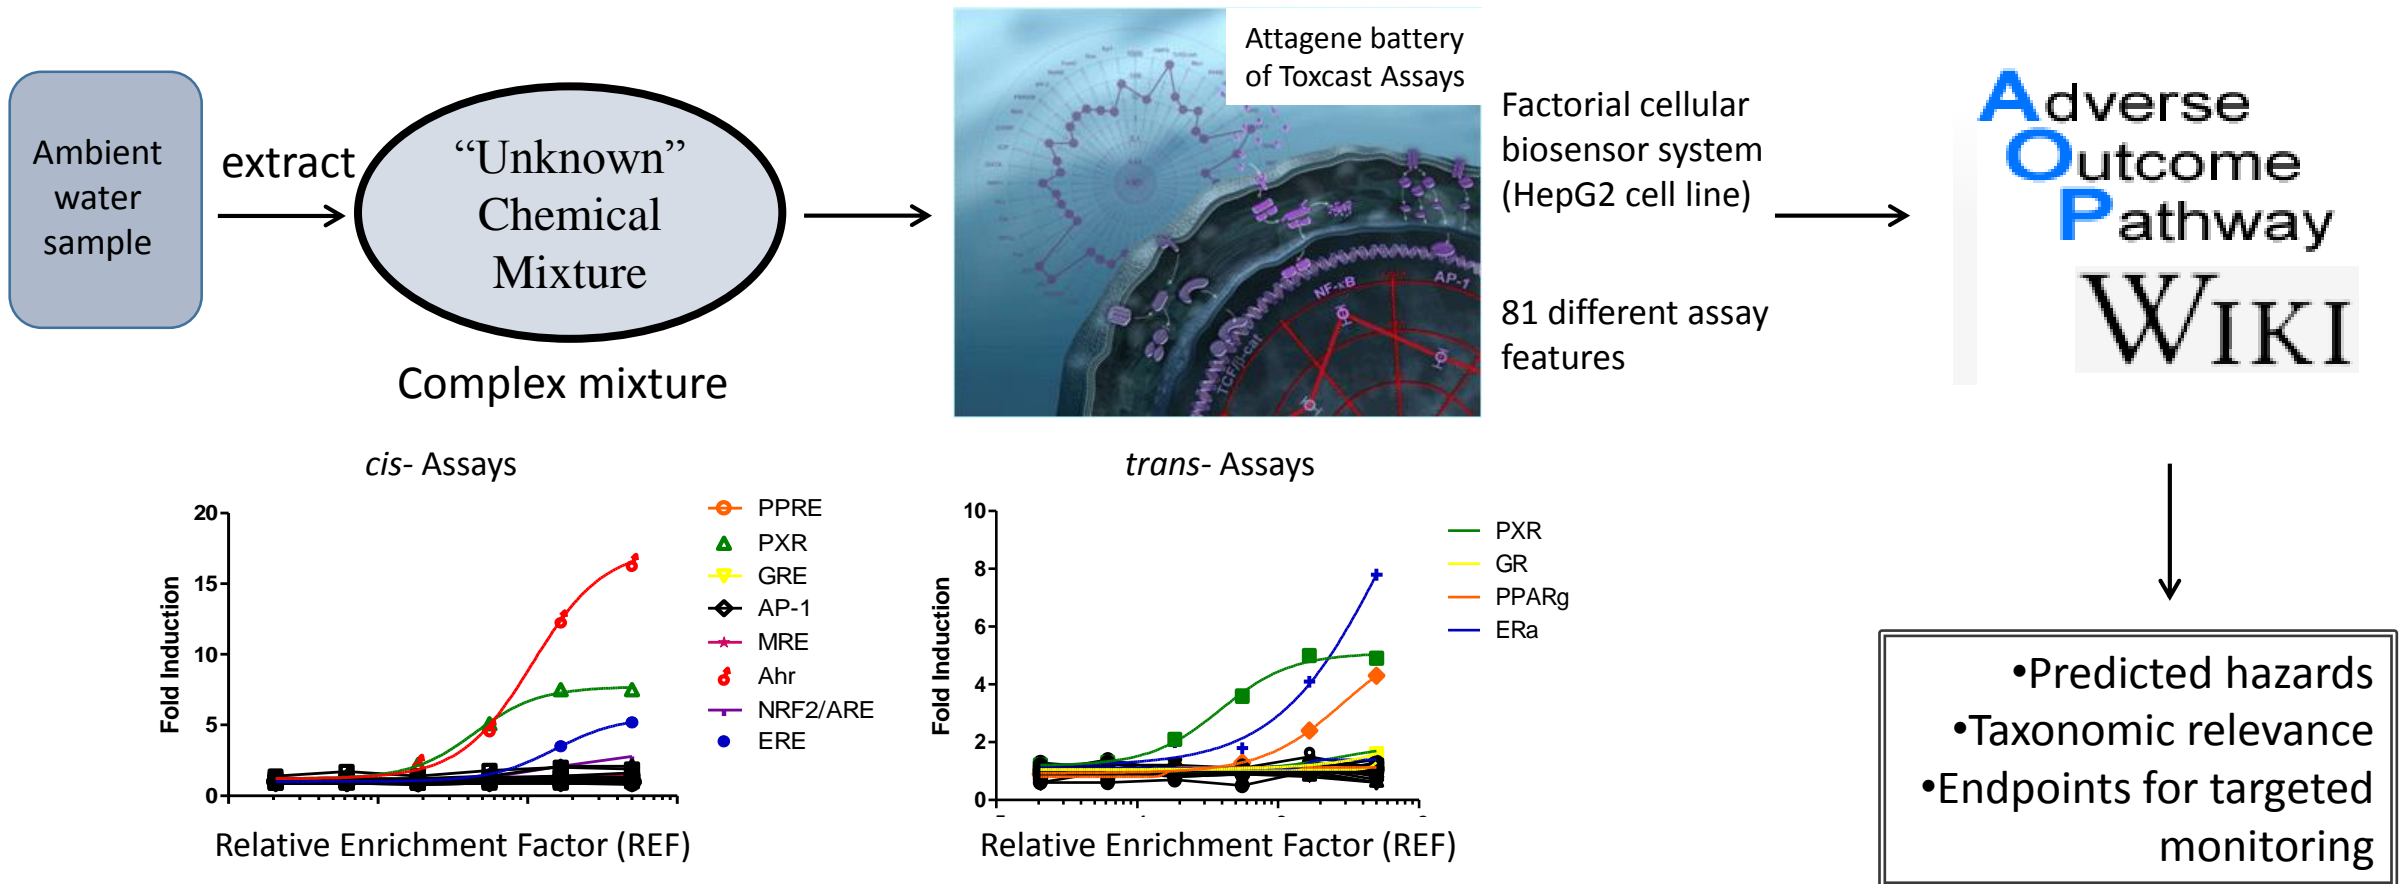 Ambient
water
sample
extract
“Unknown”
Chemical
Mixture
Complex mixture
Attagene battery
of Toxcast Assays
NF-κB
AP-1
TCF/β-cat
Factorial cellular
biosensor system
(HepG2 cell line)
81 different assay
features
Adverse
Outcome
Pathway
WIKI
cis- Assays
20
15
10
5
0
Fold Induction
Relative Enrichment Factor (REF)
PPRE
PXR
GRE
AP-1
MRE
Ahr
NRF2/ARE
ERE
trans- Assays
10
8
6
4
2
0
Fold Induction
Relative Enrichment Factor (REF)
PXR
GR
PPARg
ERa
•Predicted hazards
•Taxonomic relevance
•Endpoints for targeted
monitoring